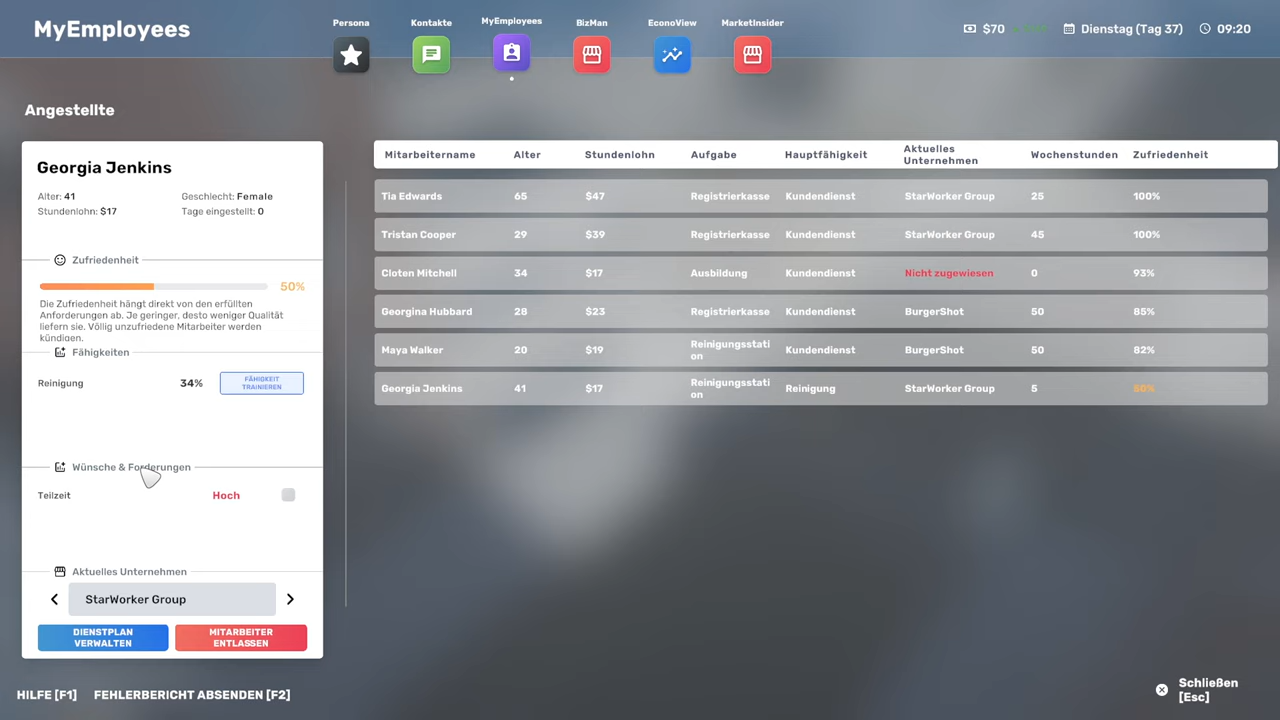 MyEmployees
Persona
Kontakte
MyEmployees
BizMan
EconoView
MarketInsider
$70
Dienstag (Tag 37)
09:20
Angestellte
Georgia Jenkins
Alter: 41
Geschlecht: Female
Stundenlohn: $17
Tage eingestellt: 0
Zufriedenheit
50%
Die Zufriedenheit hängt direkt von den erfüllten
Anforderungen ab. Je geringer, desto weniger Qualität
liefern sie. Völlig unzufriedene Mitarbeiter werden
kündigen.
Fähigkeiten
Reinigung 34% FÄHIGKEIT
TRAINIEREN
Wünsche & Forderungen
Teilzeit Hoch
Aktuelles Unternehmen
StarWorker Group
DIENSTPLAN
VERWALTEN
MITARBEITER
ENTLASSEN
Mitarbeitername Alter Stundenlohn Aufgabe Hauptfähigkeit Aktuelles
Unternehmen Wochenstunden Zufriedenheit
Tia Edwards 65 $47 Registrierkasse Kundendienst StarWorker Group 25 100%
Tristan Cooper 29 $39 Registrierkasse Kundendienst StarWorker Group 45 100%
Cloten Mitchell 34 $17 Ausbildung Kundendienst Nicht zugewiesen 0 93%
Georgina Hubbard 28 $23 Registrierkasse Kundendienst BurgerShot 50 85%
Maya Walker 20 $19 Reinigungsstati
on Kundendienst BurgerShot 50 82%
Georgia Jenkins 41 $17 Reinigungsstati
on Reinigung StarWorker Group 5 50%
HILFE [F1] FEHLERBERICHT ABSENDEN [F2]
Schließen
[Esc]